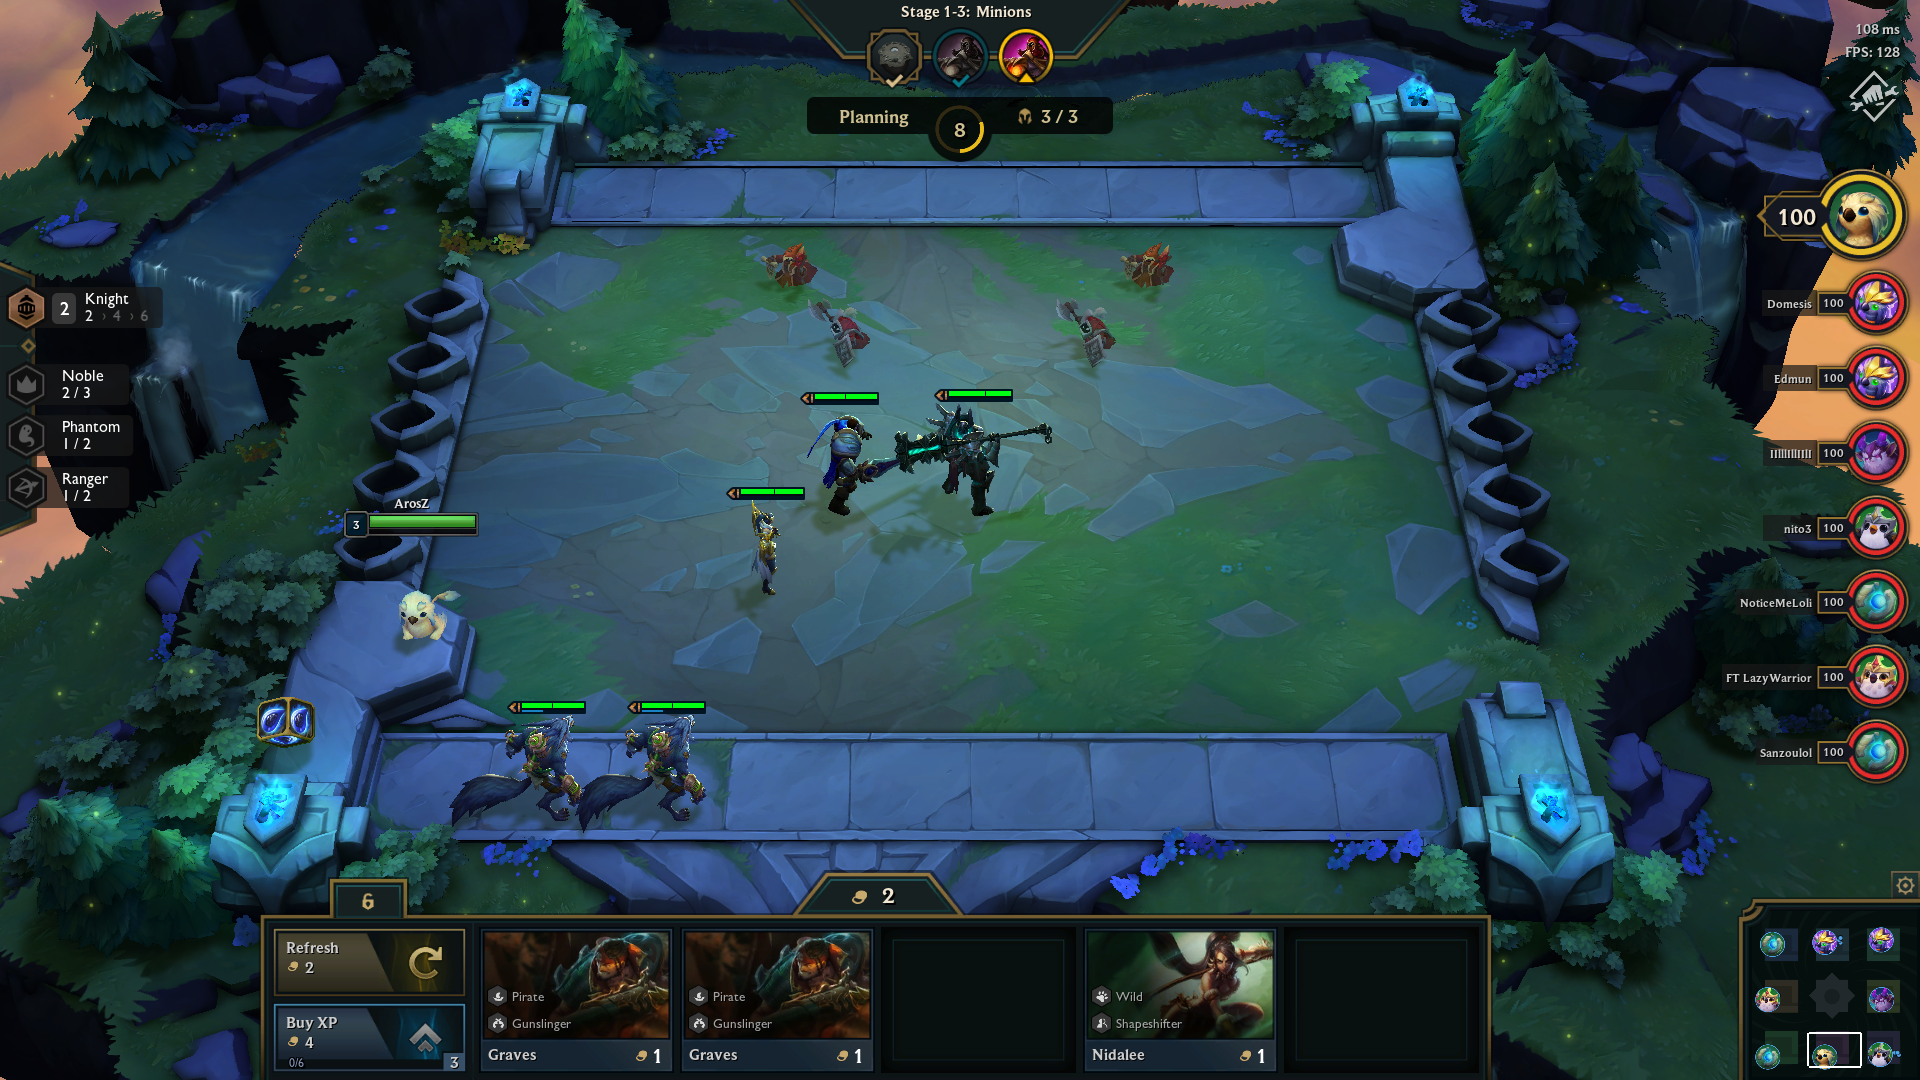 Stage 1-3: Minions
108 ms
FPS: 128
Planning
8
3 / 3
100
2
Knight
2 › 4 › 6
Noble
2 / 3
Phantom
1 / 2
Ranger
1 / 2
Domesis 100
Edmun 100
100
nito3 100
NoticeMeLoli 100
FT LazyWarrior 100
Sanzoulol 100
ArosZ
3
6
2
Refresh
2
Buy XP
4
0/6
3
Pirate
Gunslinger
Graves 1
Pirate
Gunslinger
Graves 1
Wild
Shapeshifter
Nidalee 1